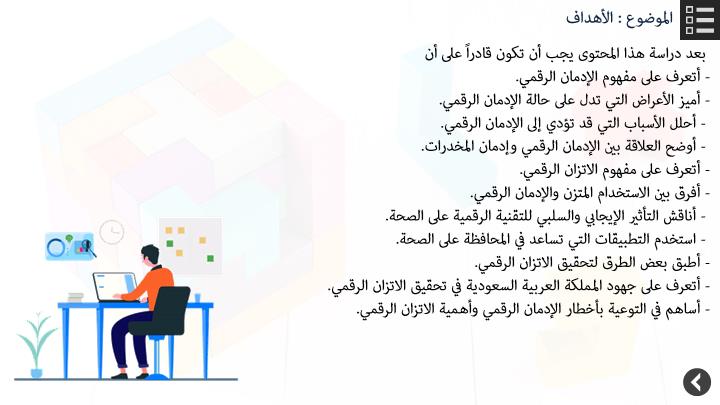 الموضوع : الأهداف
بعد دراسة هذا المحتوى يجب أن تكون قادراً على أن
- أتعرف على مفهوم الإدمان الرقمي.
- أميز الأعراض التي تدل على حالة الإدمان الرقمي.
- أحلل الأسباب التي قد تؤدي إلى الإدمان الرقمي.
- أوضح العلاقة بين الإدمان الرقمي وإدمان المخدرات.
- أتعرف على مفهوم الاتزان الرقمي.
- أفرق بين الاستخدام المتزن والإدمان الرقمي.
- أناقش التأثير الإيجابي والسلبي للتقنية الرقمية على الصحة.
- استخدم التطبيقات التي تساعد في المحافظة على الصحة.
- أطبق بعض الطرق لتحقيق الاتزان الرقمي.
- أتعرف على جهود المملكة العربية السعودية في تحقيق الاتزان الرقمي.
- أساهم في التوعية بأخطار الإدمان الرقمي وأهمية الاتزان الرقمي.